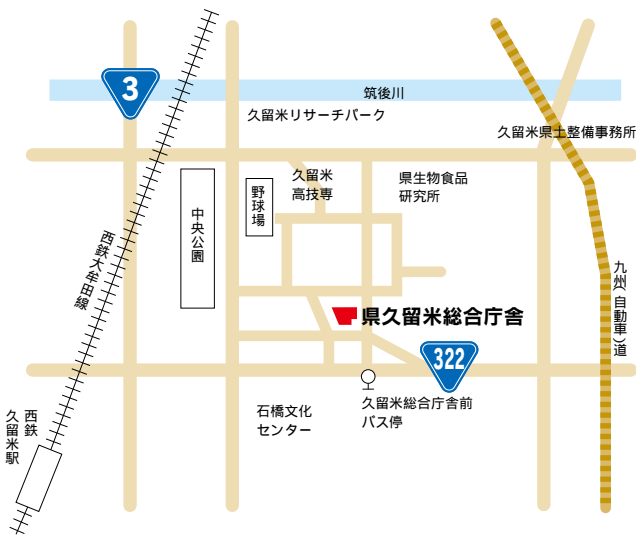 3
筑後川
久留米リサーチパーク
久留米県土整備事務所
久留米
高技専
県生物食品
研究所
野球場
中央公園
西鉄大牟田線
九州(自動車)道
県久留米総合庁舎
322
久留米総合庁舎前
バス停
石橋文化
センター
西鉄
久留米駅